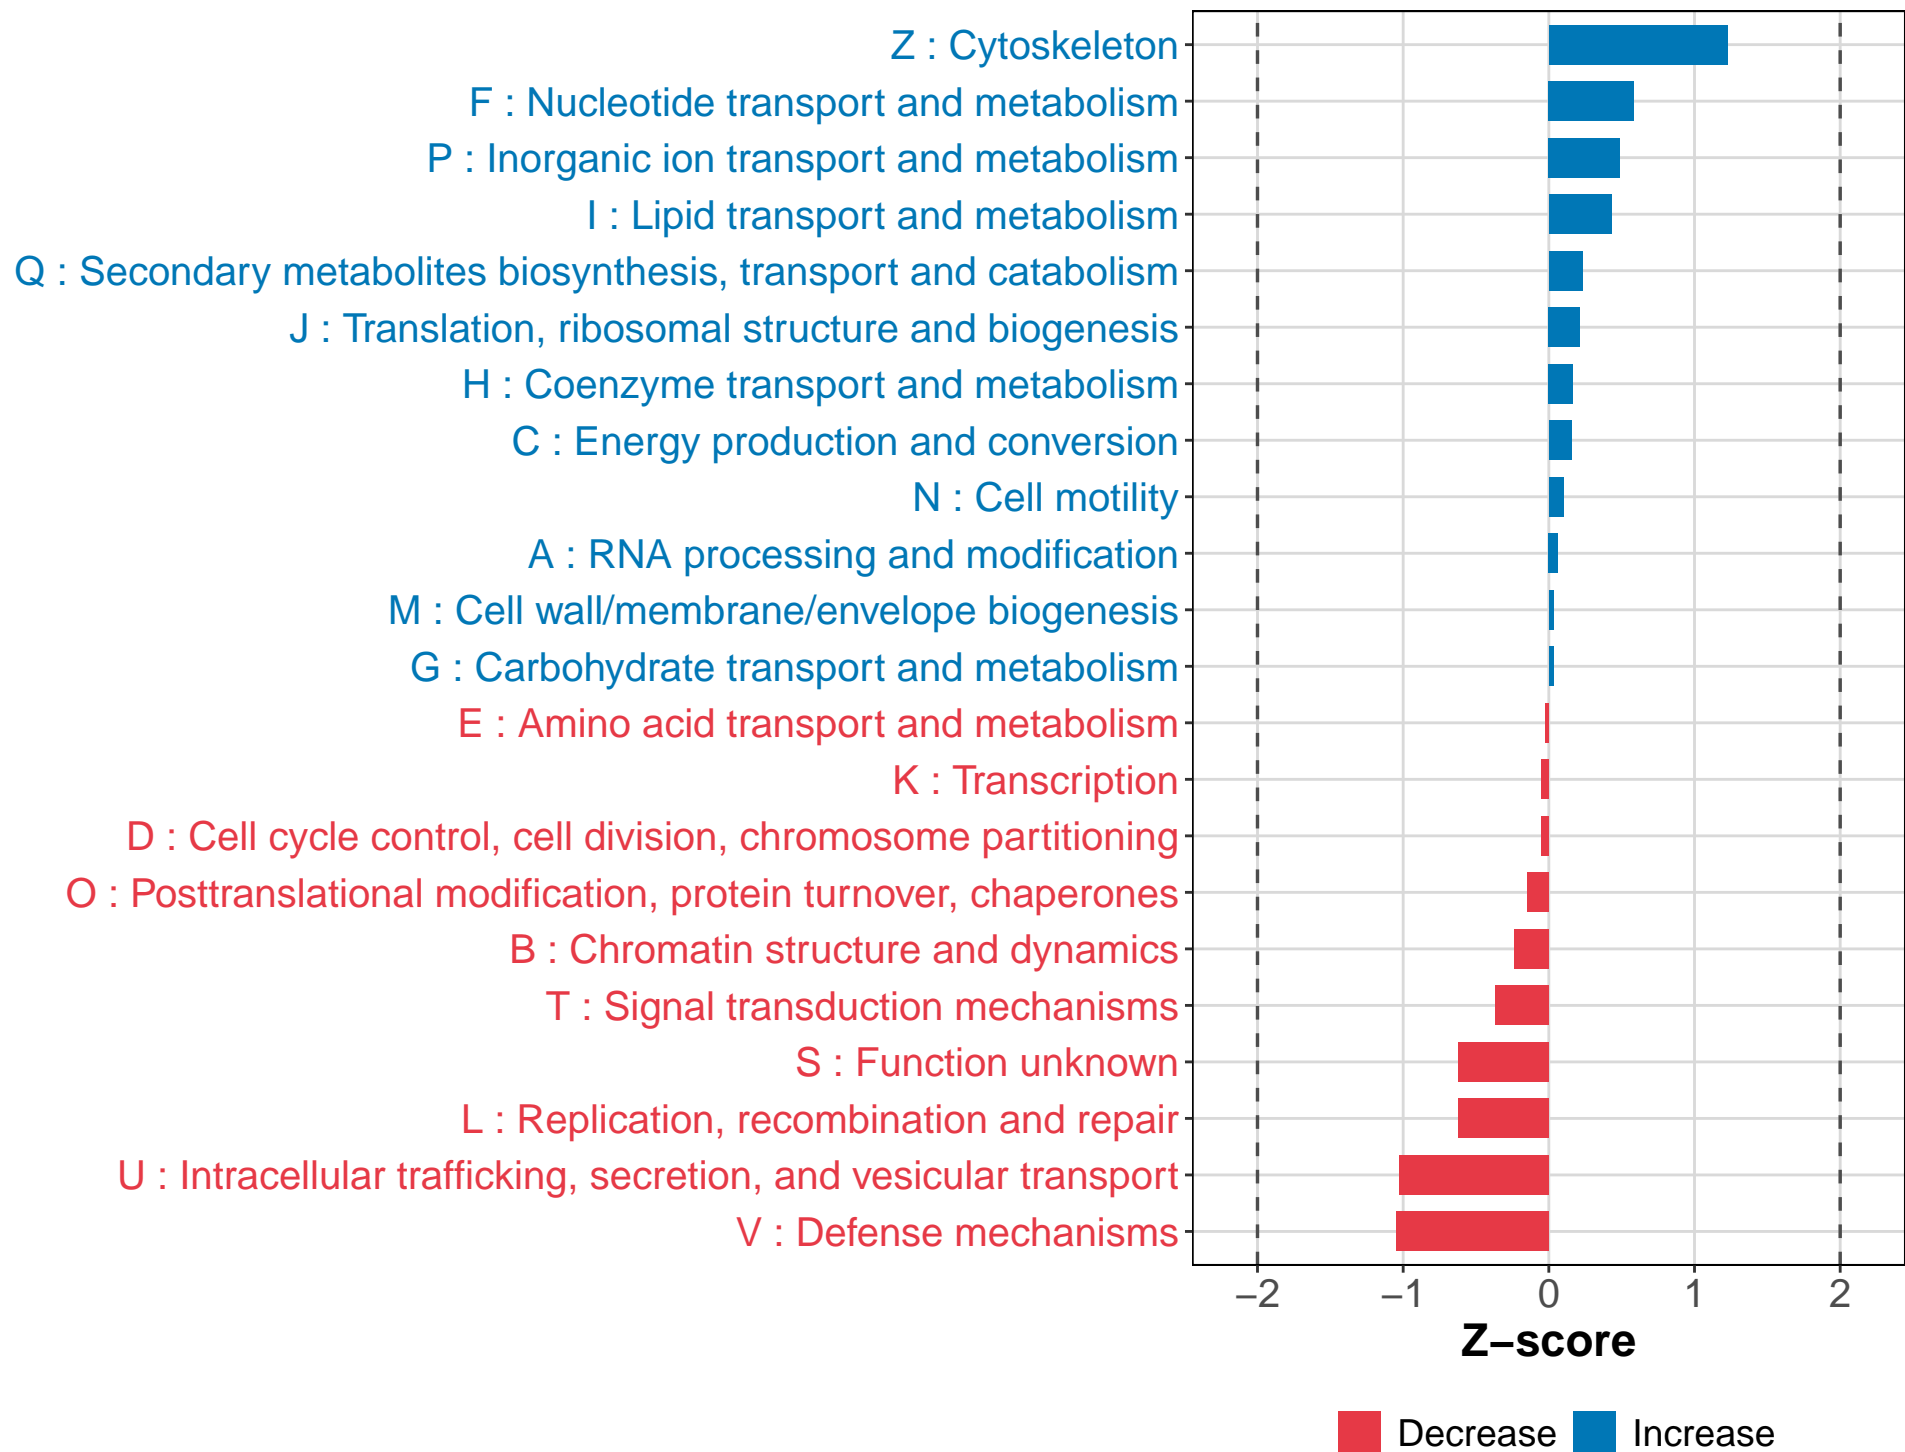 Z : Cytoskeleton
F : Nucleotide transport and metabolism
P : Inorganic ion transport and metabolism
I : Lipid transport and metabolism
Q : Secondary metabolites biosynthesis, transport and catabolism
J : Translation, ribosomal structure and biogenesis
H : Coenzyme transport and metabolism
C : Energy production and conversion
N : Cell motility
A : RNA processing and modification
M : Cell wall/membrane/envelope biogenesis
G : Carbohydrate transport and metabolism
E : Amino acid transport and metabolism
K : Transcription
D : Cell cycle control, cell division, chromosome partitioning
O : Posttranslational modification, protein turnover, chaperones
B : Chromatin structure and dynamics
T : Signal transduction mechanisms
S : Function unknown
L : Replication, recombination and repair
U : Intracellular trafficking, secretion, and vesicular transport
V : Defense mechanisms
−2 −1 0 1 2
Z−score
Decrease Increase